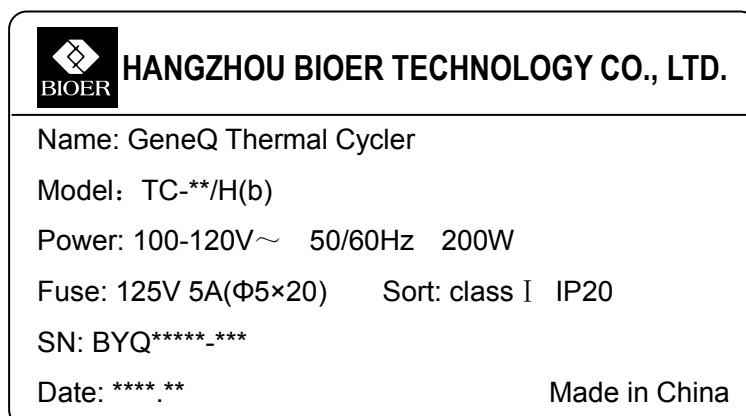 BIOER
HANGZHOU BIOER TECHNOLOGY CO., LTD.
Name: GeneQ Thermal Cycler
Model：TC-**/H(b)
Power: 100-120V～ 50/60Hz 200W
Fuse: 125V 5A(Φ5×20) Sort: class Ⅰ IP20
SN: BYQ*****-***
Date: ****.** Made in China